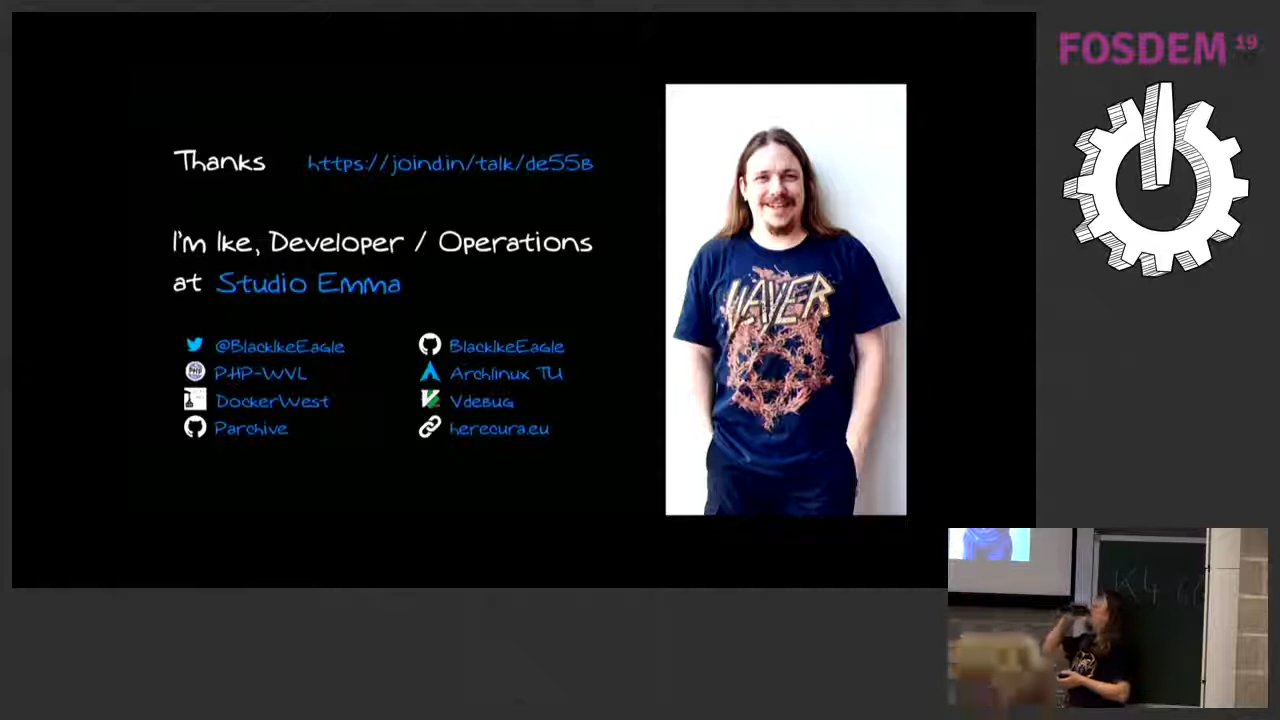 FOSDEM 19
Thanks https://joind.in/talk/de55b
I'm Ike, Developer / Operations
at Studio Emma
@BlackIkeEagle BlackIkeEagle
PHP-WVL Archlinux TU
DockerWest Vdebug
Parchive herecura.eu
SLAYER
K4